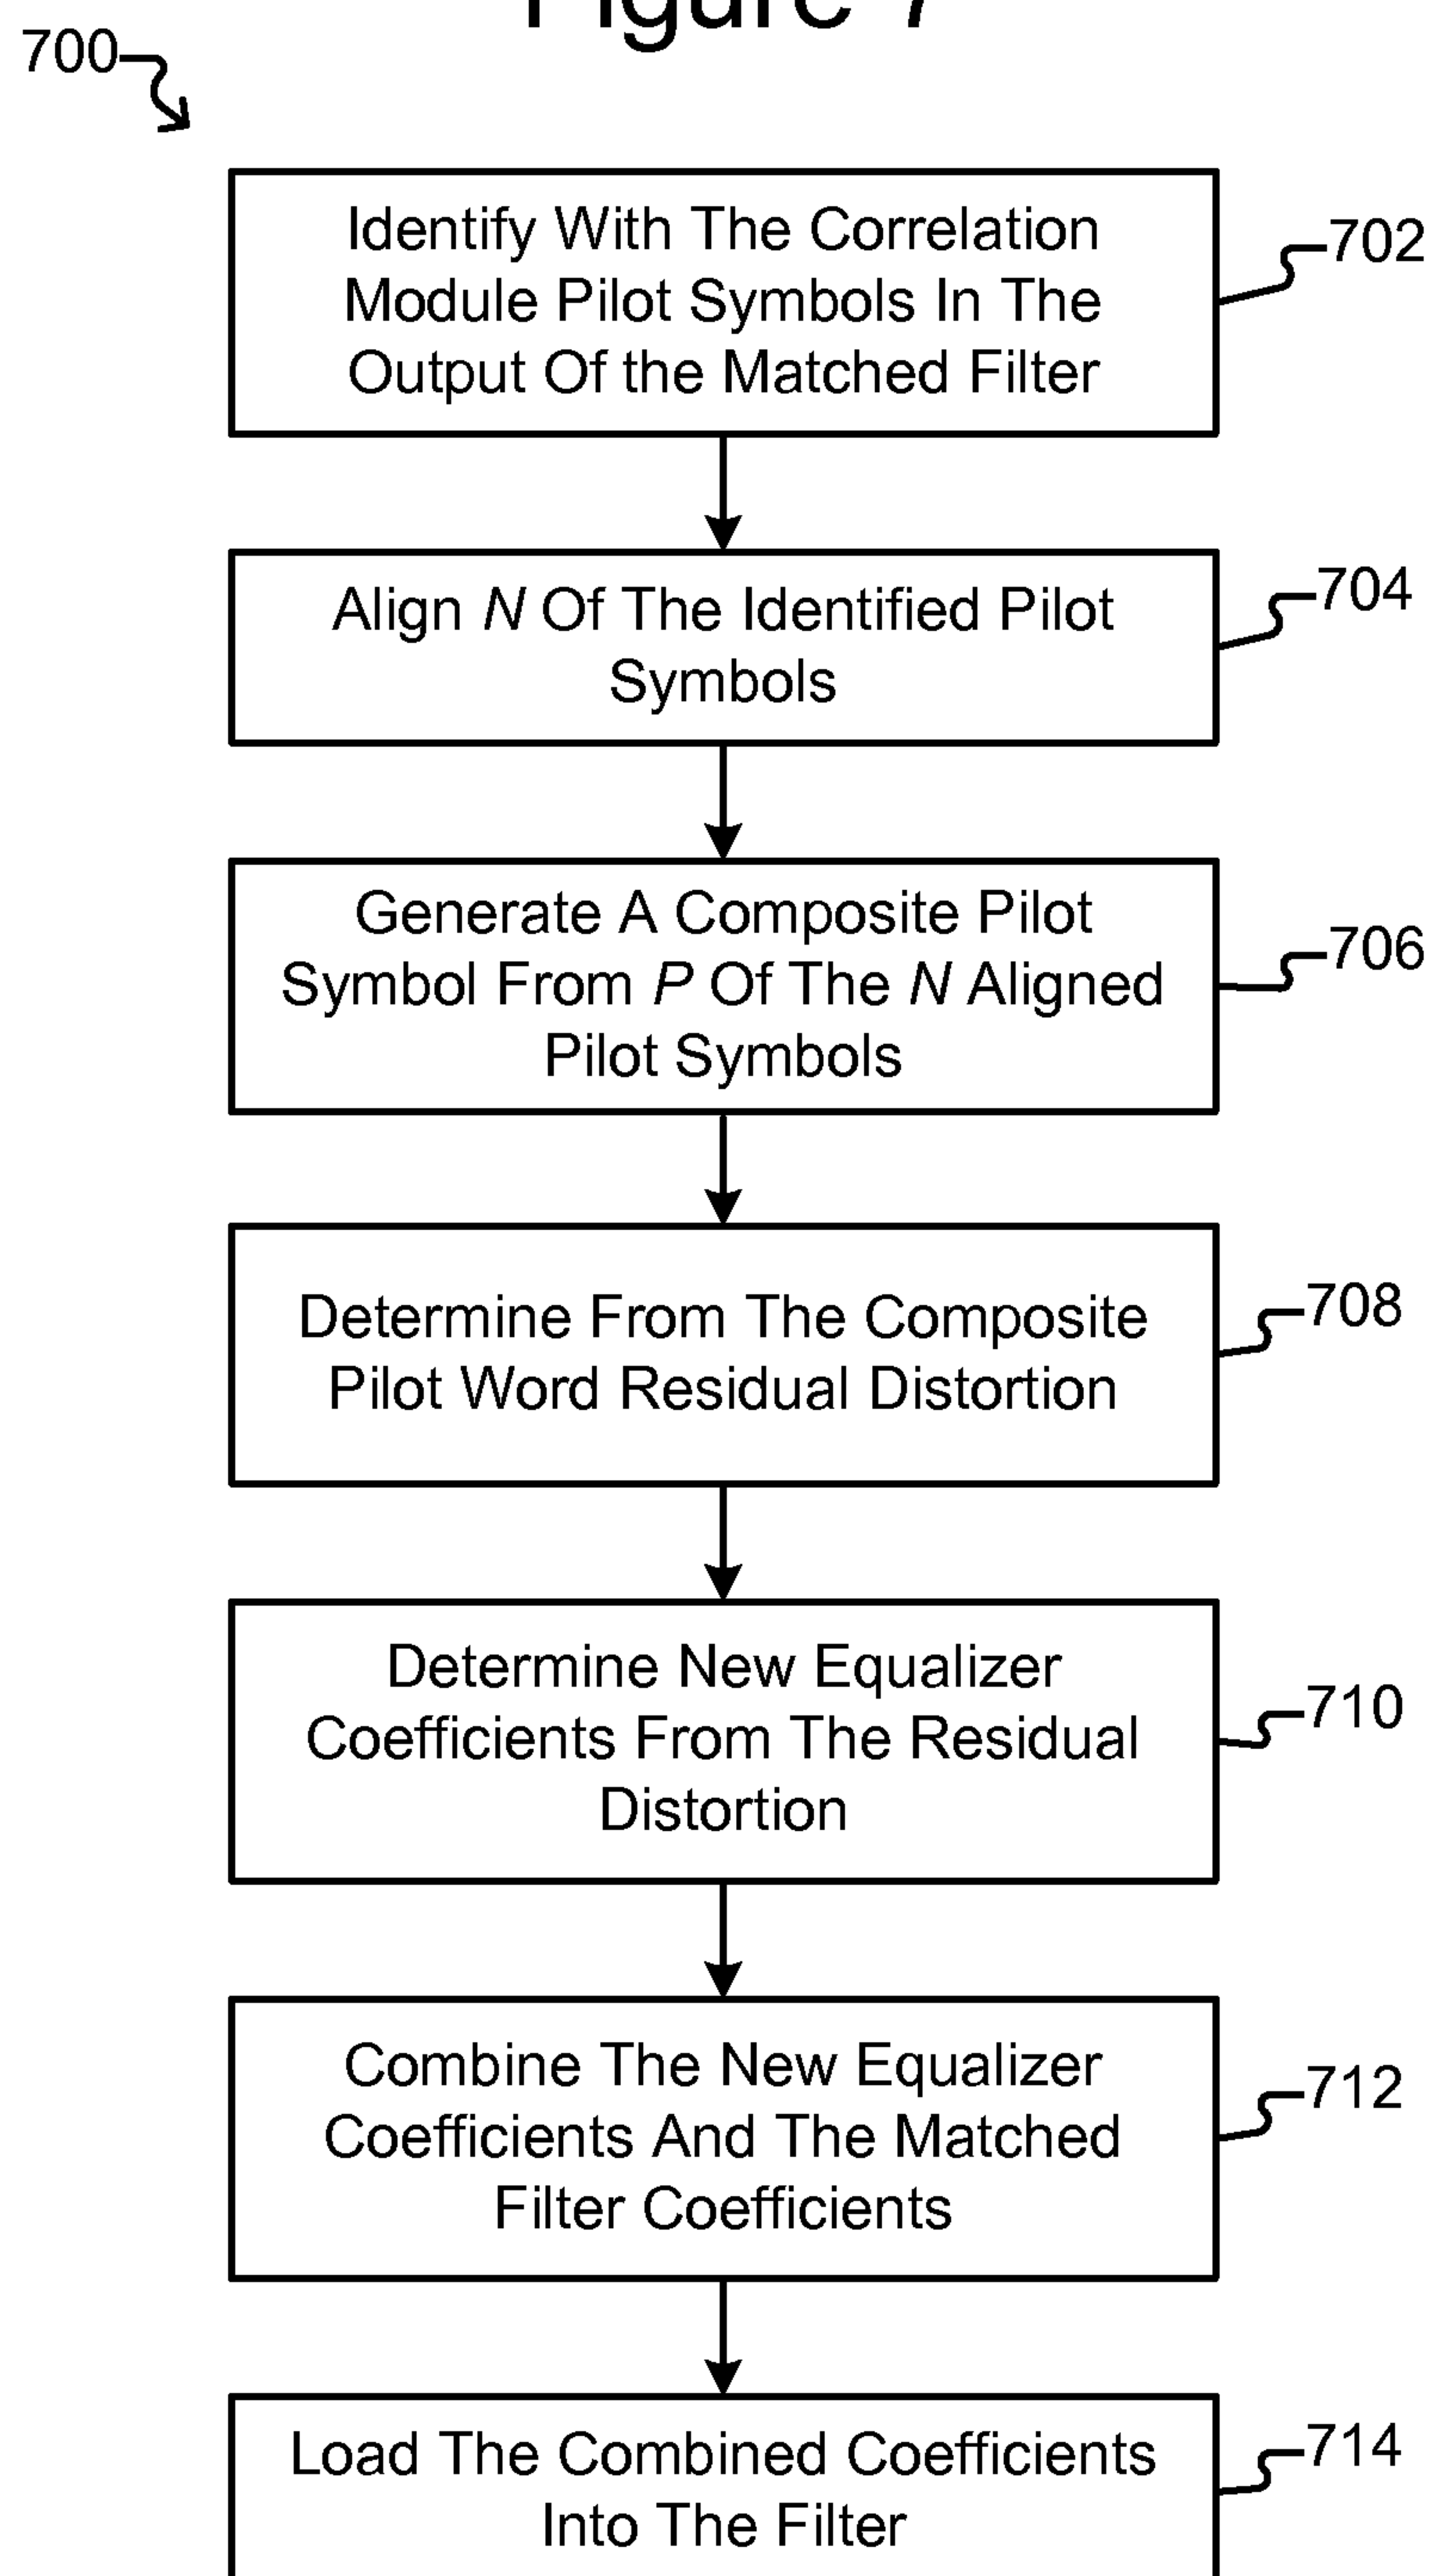 Figure 7
700
Identify With The Correlation
Module Pilot Symbols In The
Output Of the Matched Filter
702
Align N Of The Identified Pilot
Symbols
704
Generate A Composite Pilot
Symbol From P Of The N Aligned
Pilot Symbols
706
Determine From The Composite
Pilot Word Residual Distortion
708
Determine New Equalizer
Coefficients From The Residual
Distortion
710
Combine The New Equalizer
Coefficients And The Matched
Filter Coefficients
712
Load The Combined Coefficients
Into The Filter
714